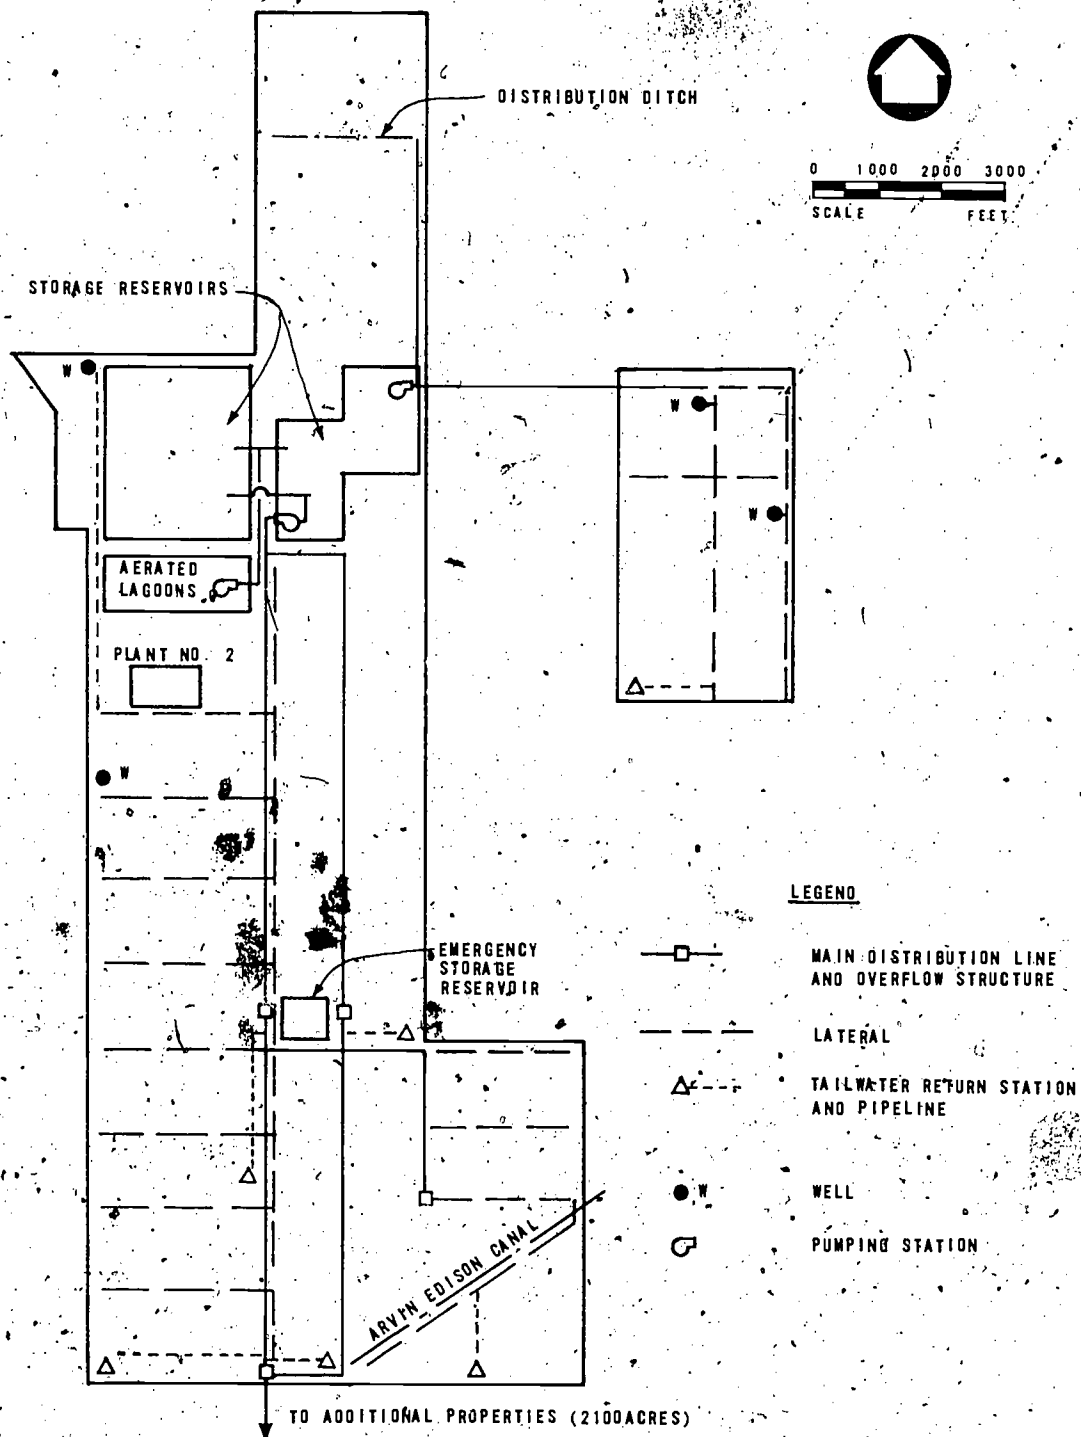 DISTRIBUTION DITCH
0 1000 2000 3000
SCALE FEET
STORAGE RESERVOIRS
W
W
W
AERATED
LAGOONS
PLANT NO. 2
W
LEGEND
EMERGENCY
STORAGE
RESERVOIR
MAIN DISTRIBUTION LINE
AND OVERFLOW STRUCTURE
LATERAL
TAILWATER RETURN STATION
AND PIPELINE
W WELL
PUMPING STATION
ARVIN EDISON CANAL
TO ADDITIONAL PROPERTIES (2100 ACRES)